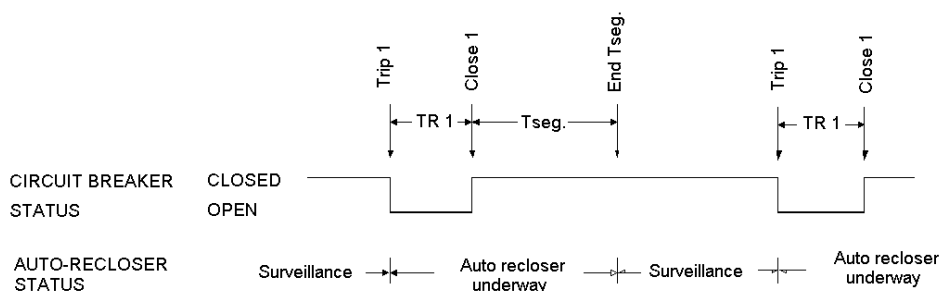 Trip 1
Close 1
End Tseg.
Trip 1
Close 1
TR 1
Tseg.
TR 1
CIRCUIT BREAKER CLOSED
STATUS OPEN
AUTO-RECLOSER
STATUS
Surveillance
Auto recloser
underway
Surveillance
Auto recloser
underway